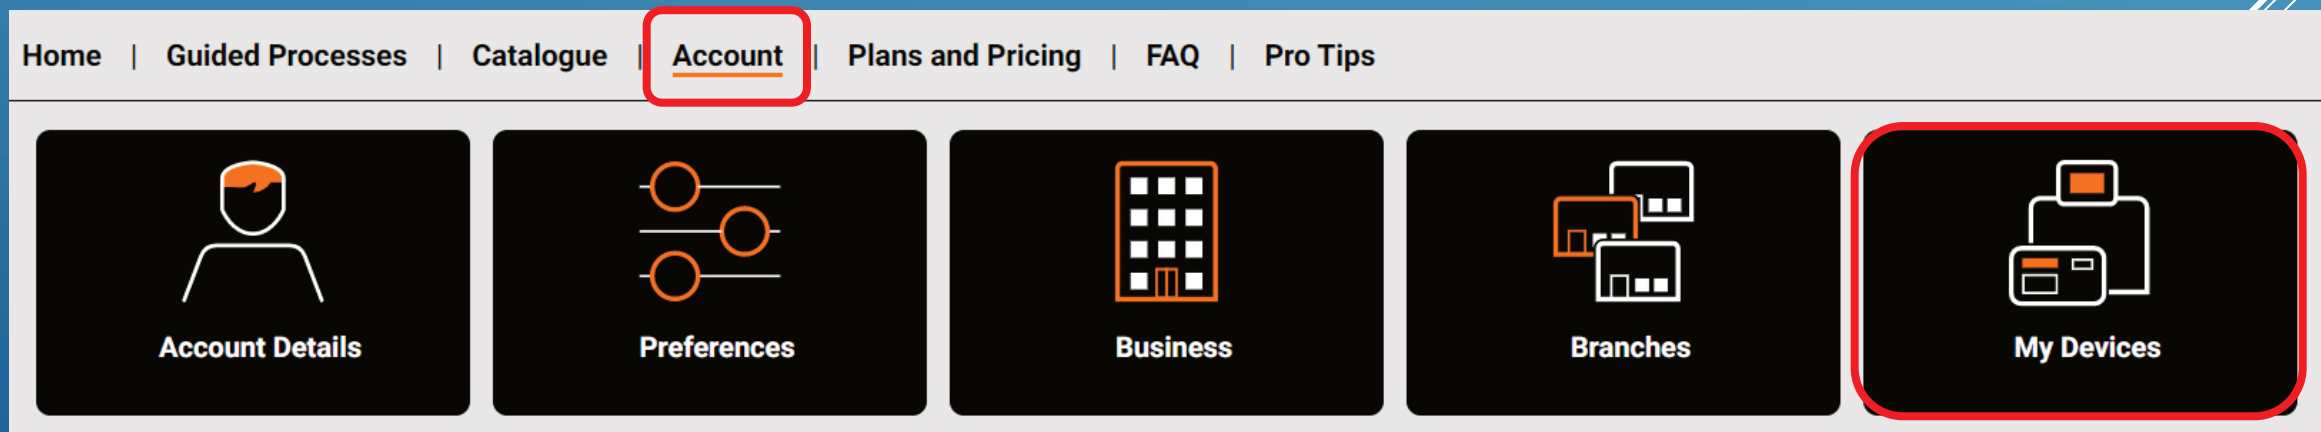 Home | Guided Processes | Catalogue | Account | Plans and Pricing | FAQ | Pro Tips
Account Details
Preferences
Business
Branches
My Devices